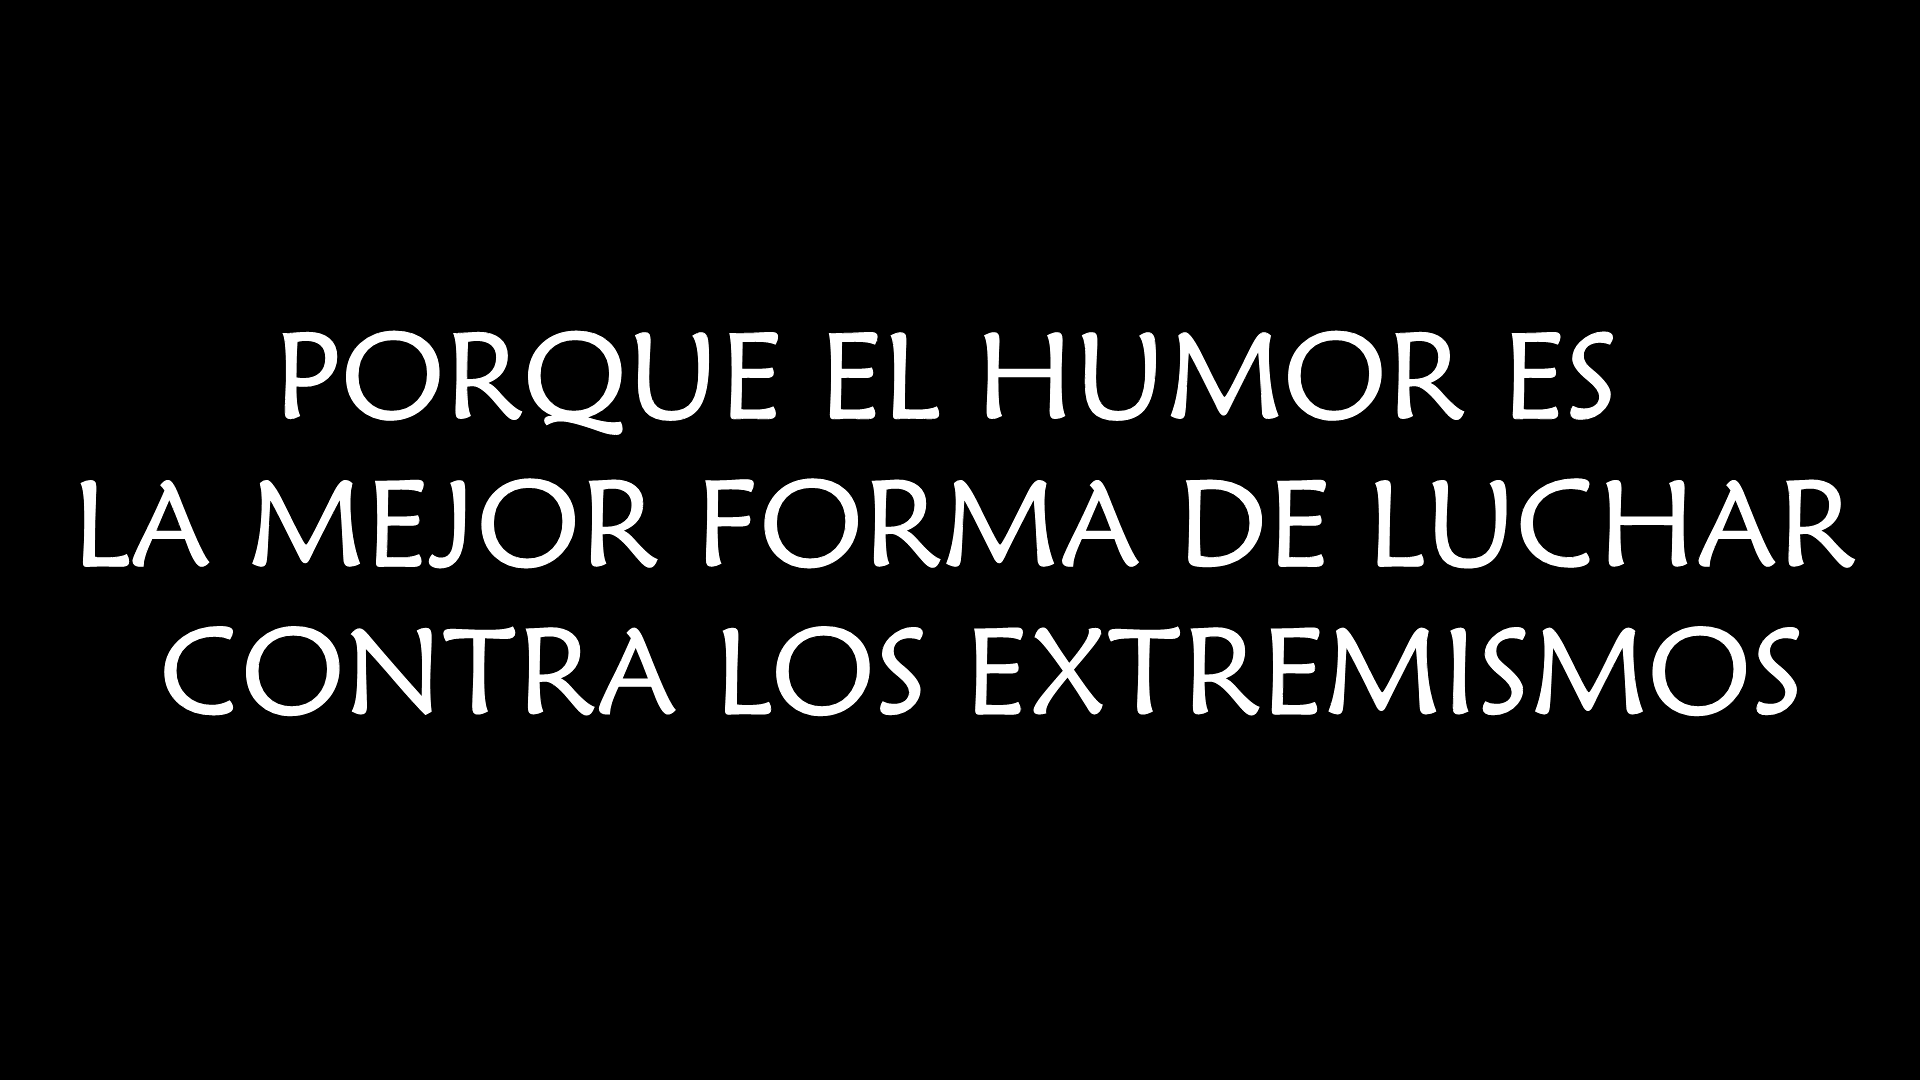 PORQUE EL HUMOR ES
LA MEJOR FORMA DE LUCHAR
CONTRA LOS EXTREMISMOS